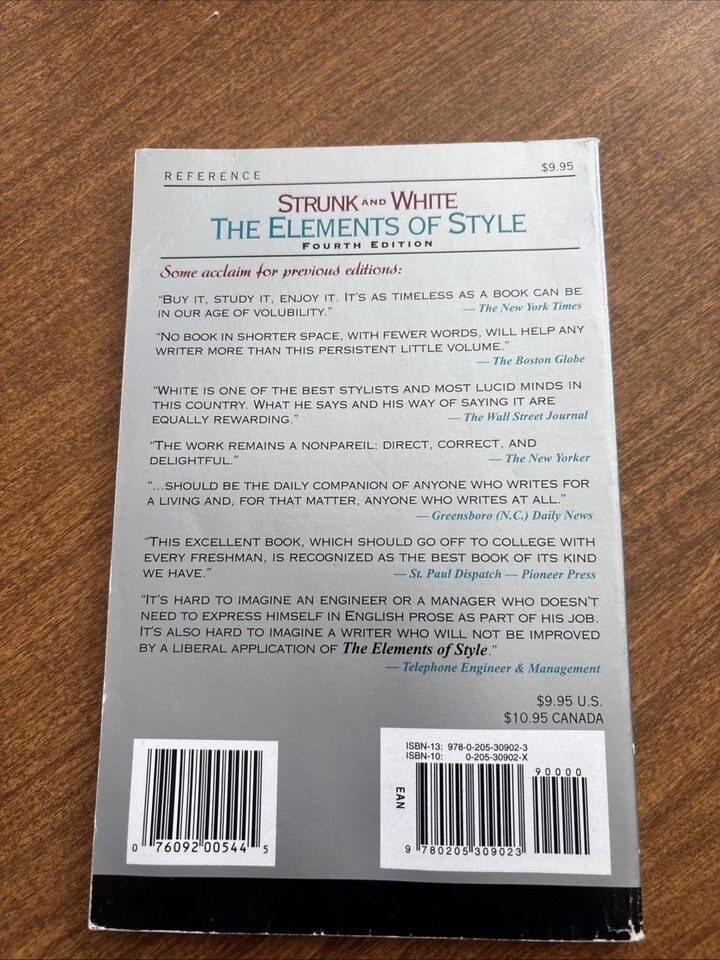 REFERENCE $9.95
STRUNK AND WHITE
THE ELEMENTS OF STYLE
FOURTH EDITION
Some acclaim for previous editions:
"BUY IT, STUDY IT, ENJOY IT. IT'S AS TIMELESS AS A BOOK CAN BE
IN OUR AGE OF VOLUBILITY." — The New York Times
"NO BOOK IN SHORTER SPACE, WITH FEWER WORDS, WILL HELP ANY
WRITER MORE THAN THIS PERSISTENT LITTLE VOLUME."
— The Boston Globe
"WHITE IS ONE OF THE BEST STYLISTS AND MOST LUCID MINDS IN
THIS COUNTRY. WHAT HE SAYS AND HIS WAY OF SAYING IT ARE
EQUALLY REWARDING." — The Wall Street Journal
"THE WORK REMAINS A NONPAREIL: DIRECT, CORRECT, AND
DELIGHTFUL." — The New Yorker
"...SHOULD BE THE DAILY COMPANION OF ANYONE WHO WRITES FOR
A LIVING AND, FOR THAT MATTER, ANYONE WHO WRITES AT ALL."
— Greensboro (N.C.) Daily News
"THIS EXCELLENT BOOK, WHICH SHOULD GO OFF TO COLLEGE WITH
EVERY FRESHMAN, IS RECOGNIZED AS THE BEST BOOK OF ITS KIND
WE HAVE." — St. Paul Dispatch — Pioneer Press
"IT'S HARD TO IMAGINE AN ENGINEER OR A MANAGER WHO DOESN'T
NEED TO EXPRESS HIMSELF IN ENGLISH PROSE AS PART OF HIS JOB.
IT'S ALSO HARD TO IMAGINE A WRITER WHO WILL NOT BE IMPROVED
BY A LIBERAL APPLICATION OF The Elements of Style."
— Telephone Engineer & Management
$9.95 U.S.
$10.95 CANADA
ISBN-13: 978-0-205-30902-3
ISBN-10: 0-205-30902-X
90000
EAN
0 76092 00544 5
9 780205 309023